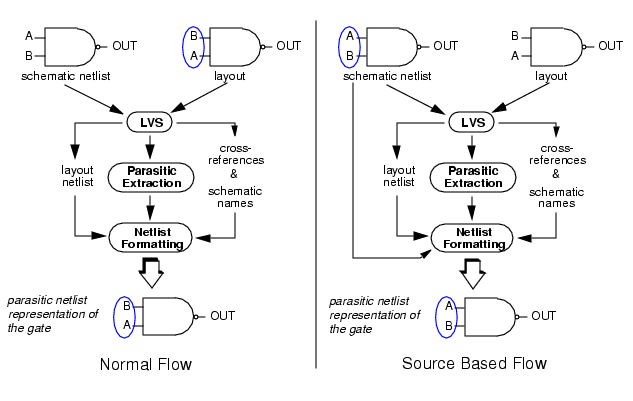 A
B
OUT
schematic netlist
B
A
OUT
layout
LVS
layout
netlist
Parasitic
Extraction
cross-
references
&
schematic
names
Netlist
Formatting
parasitic netlist
representation of
the gate
B
A
OUT
Normal Flow
A
B
OUT
schematic netlist
B
A
OUT
layout
LVS
layout
netlist
Parasitic
Extraction
cross-
references
&
schematic
names
Netlist
Formatting
parasitic netlist
representation of
the gate
A
B
OUT
Source Based Flow